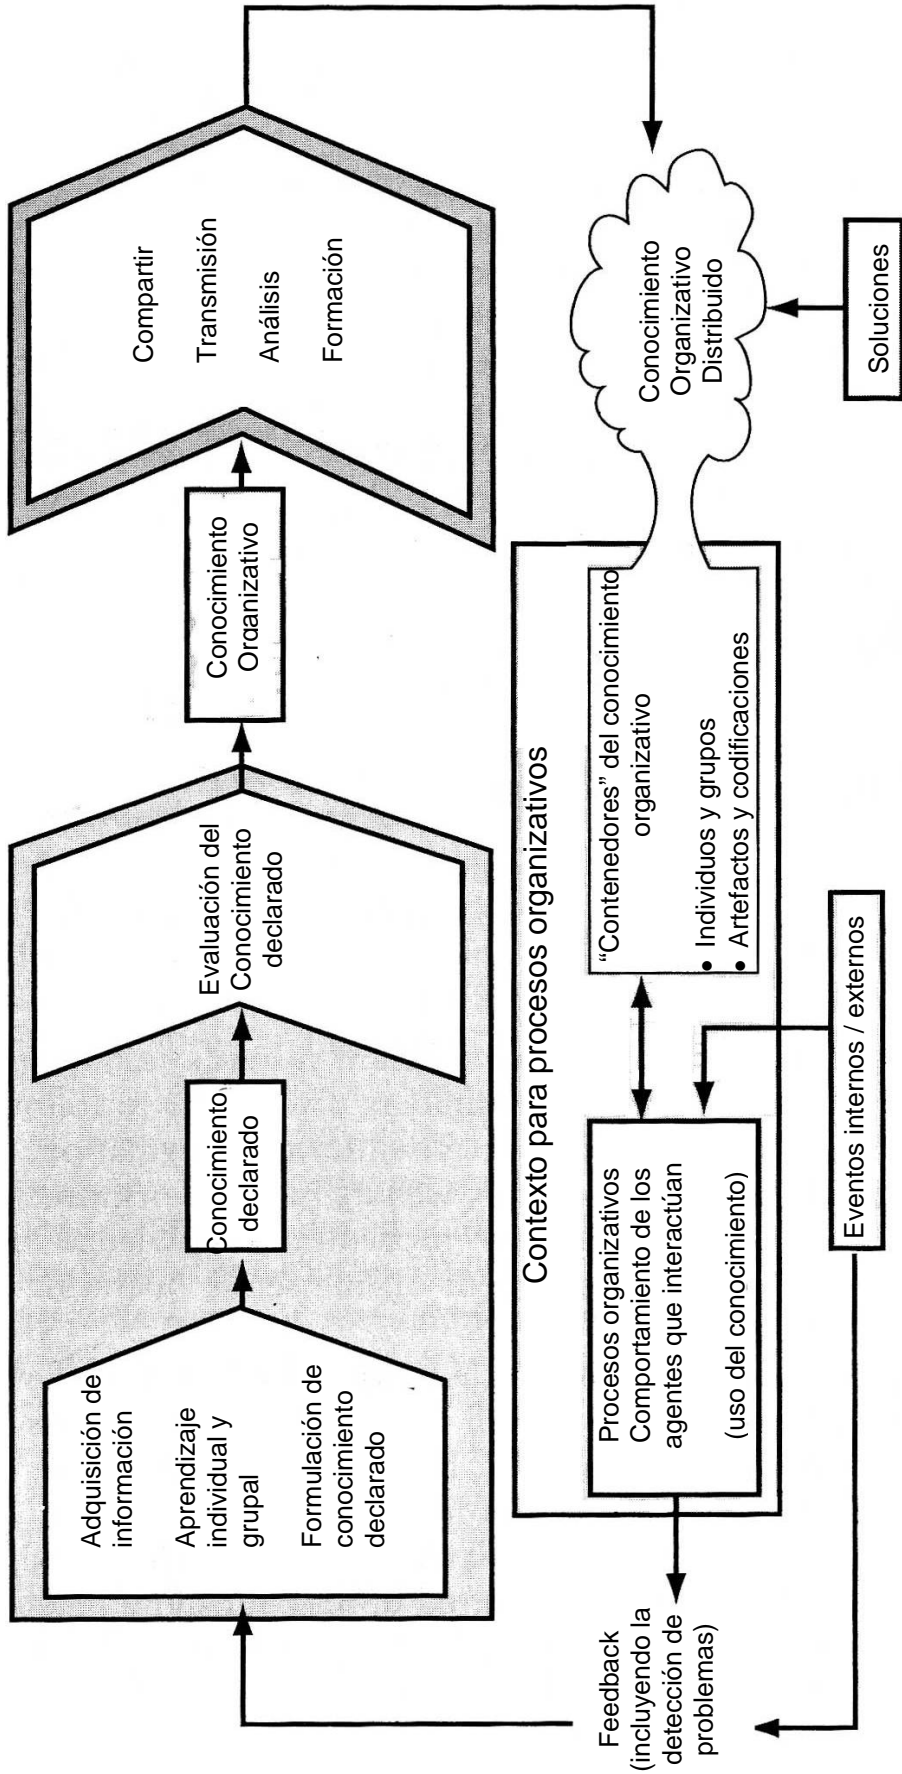 Adquisición de
información
Aprendizaje
individual y
grupal
Formulación de
conocimiento
declarado
Conocimiento
declarado
Evaluación del
Conocimiento
declarado
Conocimiento
Organizativo
Compartir
Transmisión
Análisis
Formación
Contexto para procesos organizativos
Feedback
(incluyendo la
detección de
problemas)
Procesos organizativos
Comportamiento de los
agentes que interactúan
(uso del conocimiento)
“Contenedores” del conocimiento
organizativo
• Individuos y grupos
• Artefactos y codificaciones
Conocimiento
Organizativo
Distribuido
Eventos internos / externos
Soluciones